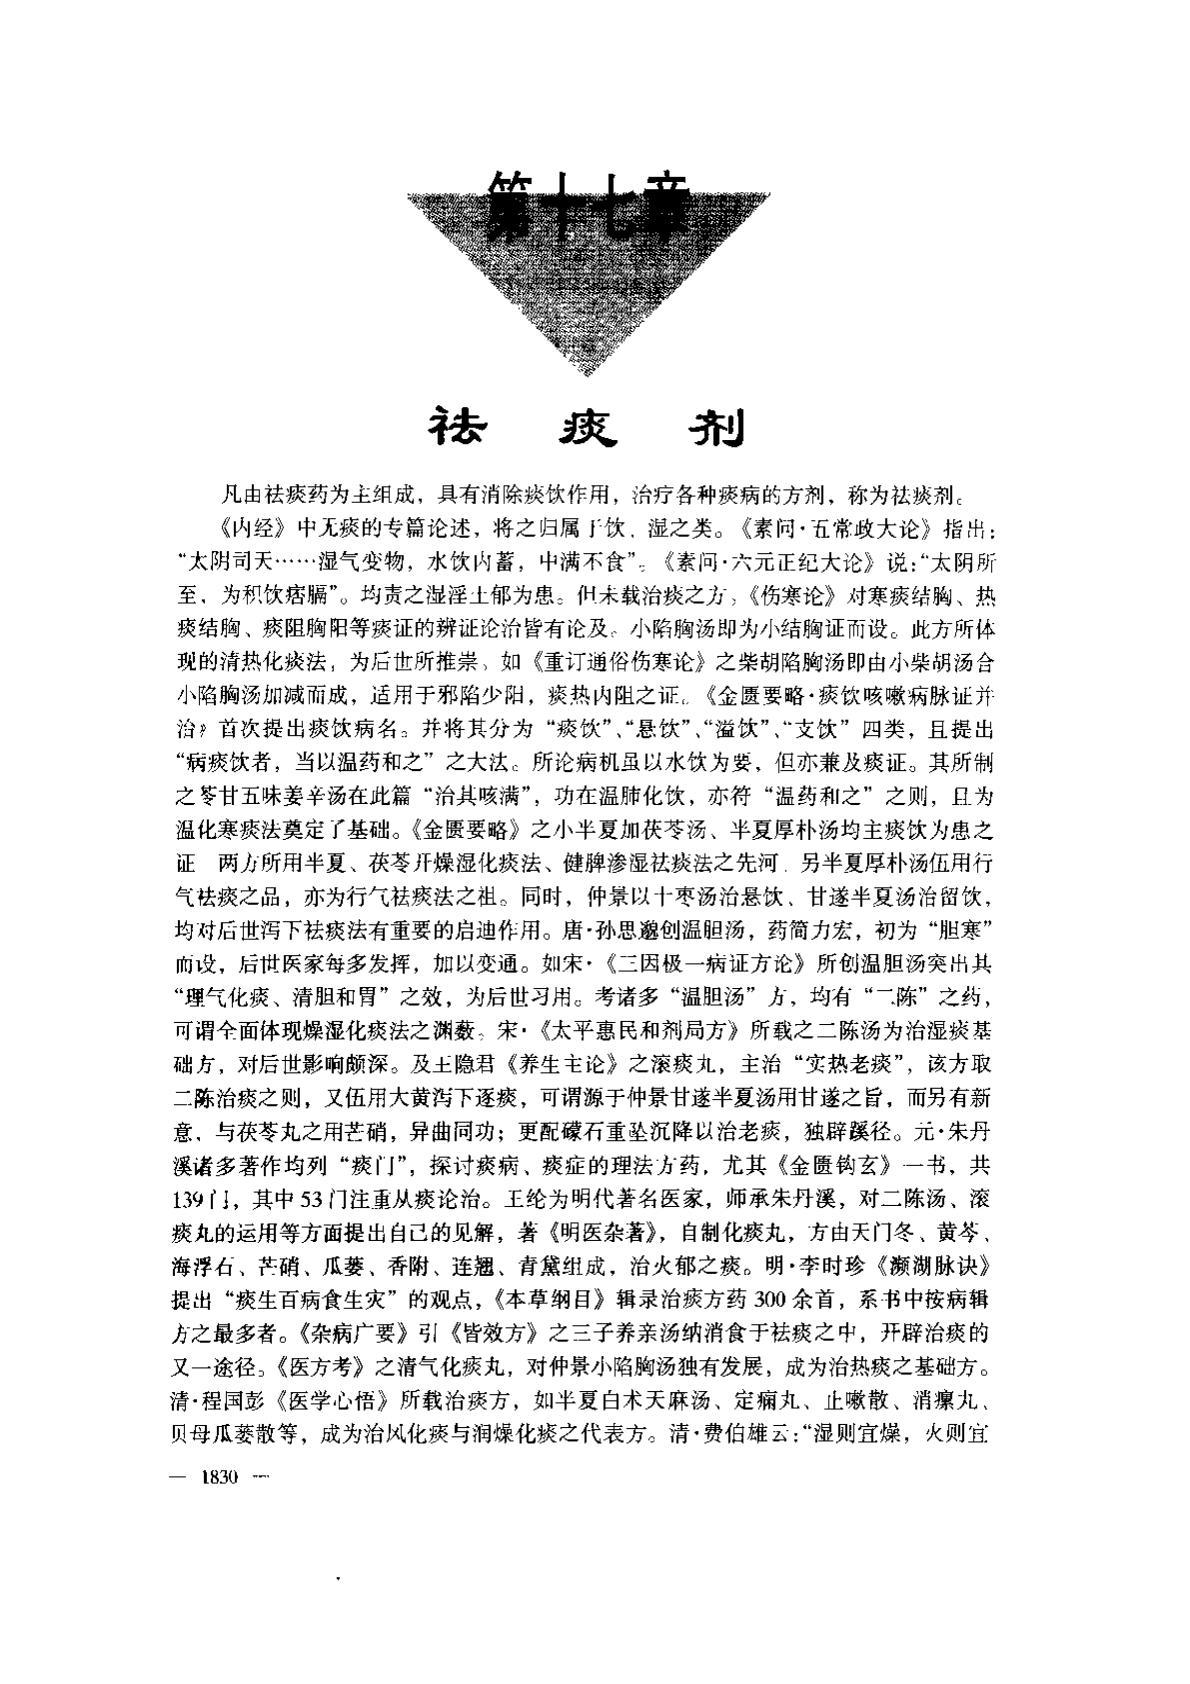 第十七章
祛痰剂
凡由祛痰药为主组成，具有消除痰饮作用，治疗各种痰病的方剂，称为祛痰剂。
《内经》中无痰的专篇论述，将之归属于饮、湿之类。《素问·五常政大论》指出：
“太阴司天……湿气变物，水饮内蓄，中满不食”。《素问·六元正纪大论》说：“太阴所
至，为积饮痞膈”。均责之湿淫土郁为患。但未载治痰之方，《伤寒论》对寒痰结胸、热
痰结胸、痰阻胸阳等痰证的辨证论治皆有论及。小陷胸汤即为小结胸证而设。此方所体
现的清热化痰法，为后世所推崇，如《重订通俗伤寒论》之柴胡陷胸汤即由小柴胡汤合
小陷胸汤加减而成，适用于邪陷少阳，痰热内阻之证。《金匮要略·痰饮咳嗽病脉证并
治》首次提出痰饮病名。并将其分为“痰饮”、“悬饮”、“溢饮”、“支饮”四类，且提出
“病痰饮者，当以温药和之”之大法。所论病机虽以水饮为要，但亦兼及痰证。其所制
之苓甘五味姜辛汤在此篇“治其咳满”，功在温肺化饮，亦符“温药和之”之则，且为
温化寒痰法奠定了基础。《金匮要略》之小半夏加茯苓汤、半夏厚朴汤均主痰饮为患之
证 两方所用半夏、茯苓开燥湿化痰法、健脾渗湿祛痰法之先河．另半夏厚朴汤伍用行
气祛痰之品，亦为行气祛痰法之祖。同时，仲景以十枣汤治悬饮、甘遂半夏汤治留饮，
均对后世泻下祛痰法有重要的启迪作用。唐·孙思邈创温胆汤，药简力宏，初为“胆寒”
而设，后世医家每多发挥，加以变通。如宋·《三因极一病证方论》所创温胆汤突出其
“理气化痰、清胆和胃”之效，为后世习用。考诸多“温胆汤”方，均有“二陈”之药，
可谓全面体现燥湿化痰法之渊薮。宋·《太平惠民和剂局方》所载之二陈汤为治湿痰基
础方，对后世影响颇深。及王隐君《养生主论》之滚痰丸，主治“实热老痰”，该方取
二陈治痰之则，又伍用大黄泻下逐痰，可谓源于仲景甘遂半夏汤用甘遂之旨，而另有新
意，与茯苓丸之用芒硝，异曲同功；更配礞石重坠沉降以治老痰，独辟蹊径。元·朱丹
溪诸多著作均列“痰门”，探讨痰病、痰症的理法方药，尤其《金匮钩玄》一书，共
139门，其中53门注重从痰论治。王纶为明代著名医家，师承朱丹溪，对二陈汤、滚
痰丸的运用等方面提出自己的见解，著《明医杂著》，自制化痰丸，方由天门冬、黄芩、
海浮石、芒硝、瓜蒌、香附、连翘、青黛组成，治火郁之痰。明·李时珍《濒湖脉诀》
提出“痰生百病食生灾”的观点，《本草纲目》辑录治痰方药300余首，系书中按病辑
方之最多者。《杂病广要》引《皆效方》之三子养亲汤纳消食于祛痰之中，开辟治痰的
又一途径。《医方考》之清气化痰丸，对仲景小陷胸汤独有发展，成为治热痰之基础方。
清·程国彭《医学心悟》所载治痰方，如半夏白术天麻汤、定痫丸、止嗽散、消瘰丸、
贝母瓜蒌散等，成为治风化痰与润燥化痰之代表方。清·费伯雄云：“湿则宜燥，火则宜
— 1830 —